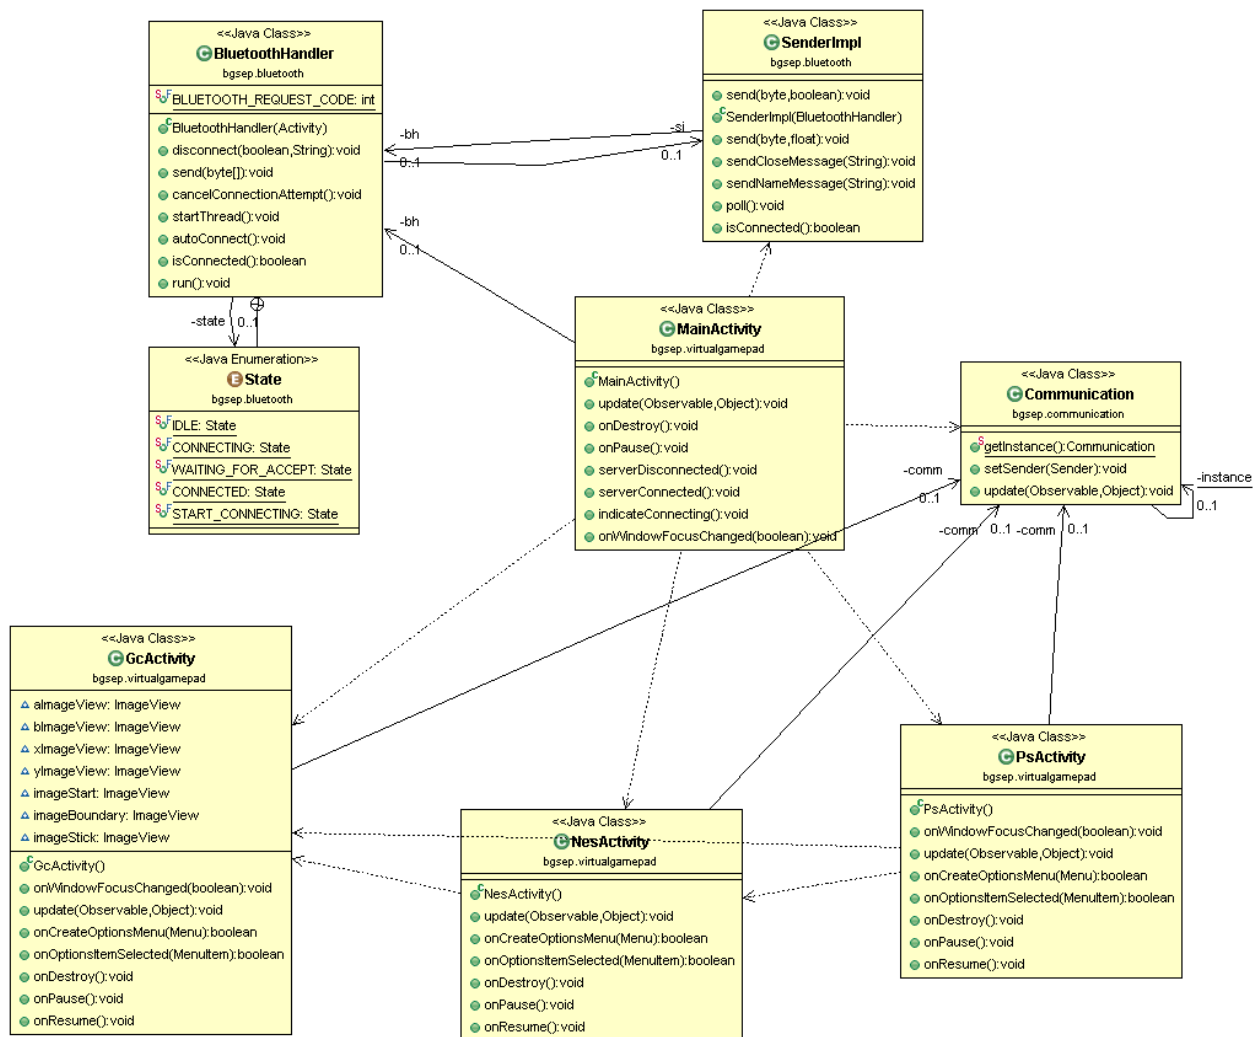 <<Java Class>>
BluetoothHandler
bgsep.bluetooth
BLUETOOTH_REQUEST_CODE: int
BluetoothHandler(Activity)
disconnect(boolean,String):void
send(byte[]):void
cancelConnectionAttempt():void
startThread():void
autoConnect():void
isConnected():boolean
run():void
<<Java Class>>
SenderImpl
bgsep.bluetooth
send(byte,boolean):void
SenderImpl(BluetoothHandler)
send(byte,float):void
sendCloseMessage(String):void
sendNameMessage(String):void
poll():void
isConnected():boolean
-bh
0..1
-si
0..1
-bh
0..1
-state
0..1
<<Java Enumeration>>
State
bgsep.bluetooth
IDLE: State
CONNECTING: State
WAITING_FOR_ACCEPT: State
CONNECTED: State
START_CONNECTING: State
<<Java Class>>
MainActivity
bgsep.virtualgamepad
MainActivity()
update(Observable,Object):void
onDestroy():void
onPause():void
serverDisconnected():void
serverConnected():void
indicateConnecting():void
onWindowFocusChanged(boolean):void
<<Java Class>>
Communication
bgsep.communication
getInstance():Communication
setSender(Sender):void
update(Observable,Object):void
-instance
0..1
-comm
0..1
-comm
0..1
-comm
0..1
<<Java Class>>
GcActivity
bgsep.virtualgamepad
aImageView: ImageView
bImageView: ImageView
xImageView: ImageView
yImageView: ImageView
imageStart: ImageView
imageBoundary: ImageView
imageStick: ImageView
GcActivity()
onWindowFocusChanged(boolean):void
update(Observable,Object):void
onCreateOptionsMenu(Menu):boolean
onOptionsItemSelected(MenuItem):boolean
onDestroy():void
onPause():void
onResume():void
<<Java Class>>
NesActivity
bgsep.virtualgamepad
NesActivity()
update(Observable,Object):void
onCreateOptionsMenu(Menu):boolean
onOptionsItemSelected(MenuItem):boolean
onDestroy():void
onPause():void
onResume():void
<<Java Class>>
PsActivity
bgsep.virtualgamepad
PsActivity()
onWindowFocusChanged(boolean):void
update(Observable,Object):void
onCreateOptionsMenu(Menu):boolean
onOptionsItemSelected(MenuItem):boolean
onDestroy():void
onPause():void
onResume():void